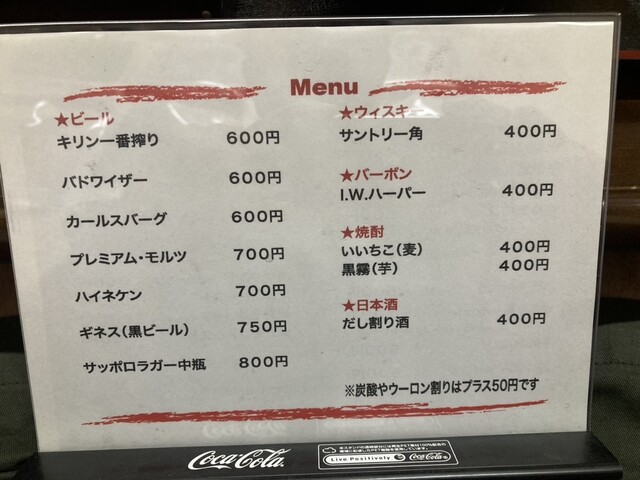 Menu
★ビール
キリン一番搾り 600円
バドワイザー 600円
カールスバーグ 600円
プレミアム・モルツ 700円
ハイネケン 700円
ギネス(黒ビール) 750円
サッポロラガー中瓶 800円
★ウィスキー
サントリー角 400円
★バーボン
I.W.ハーパー 400円
★焼酎
いいちこ(麦) 400円
黒霧(芋) 400円
★日本酒
だし割り酒 400円
※炭酸やウーロン割りはプラス50円です
Coca-Cola
Live Positively
Coca-Cola